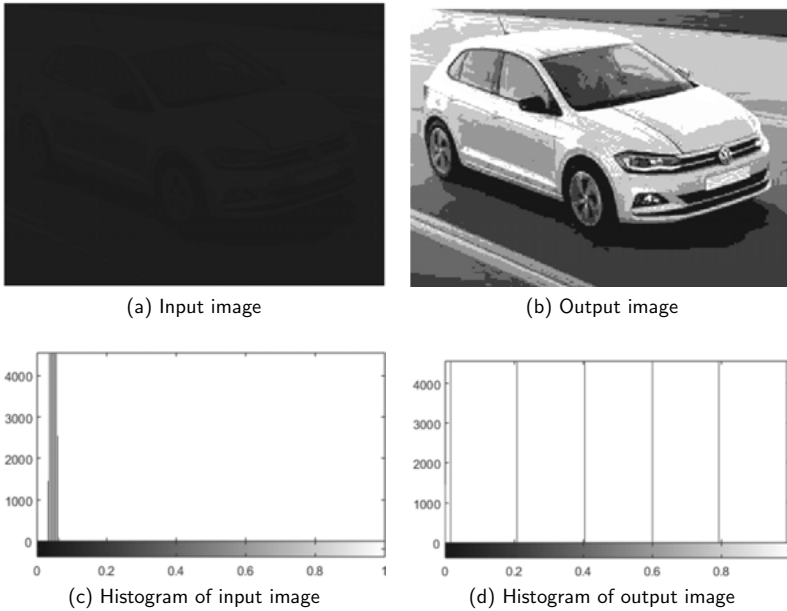 (a) Input image
(b) Output image
4000
3000
2000
1000
0
0 0.2 0.4 0.6 0.8 1
(c) Histogram of input image
4000
3000
2000
1000
0
0 0.2 0.4 0.6 0.8
(d) Histogram of output image